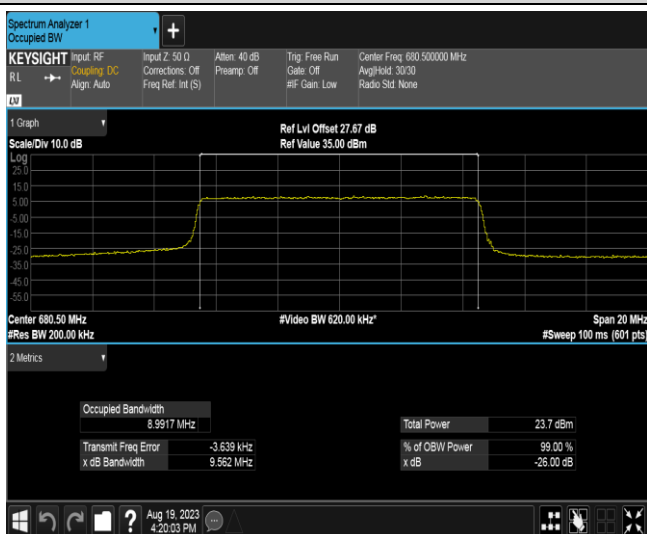 Spectrum Analyzer 1
Occupied BW
+
KEYSIGHT
RL
LXI
Input: RF
Coupling: DC
Align: Auto
Input Z: 50 Ω
Corrections: Off
Freq Ref: Int (S)
Atten: 40 dB
Preamp: Off
Trig: Free Run
Gate: Off
#IF Gain: Low
Center Freq: 680.500000 MHz
Avg|Hold: 30/30
Radio Std: None
1 Graph
Scale/Div 10.0 dB
Ref Lvl Offset 27.67 dB
Ref Value 35.00 dBm
Log
25.0
15.0
5.00
-5.00
-15.0
-25.0
-35.0
-45.0
-55.0
Center 680.50 MHz
#Res BW 200.00 kHz
#Video BW 620.00 kHz*
Span 20 MHz
#Sweep 100 ms (601 pts)
2 Metrics
Occupied Bandwidth
8.9917 MHz
Total Power 23.7 dBm
Transmit Freq Error -3.639 kHz
% of OBW Power 99.00 %
x dB Bandwidth 9.562 MHz
x dB -26.00 dB
?
Aug 19, 2023
4:20:03 PM